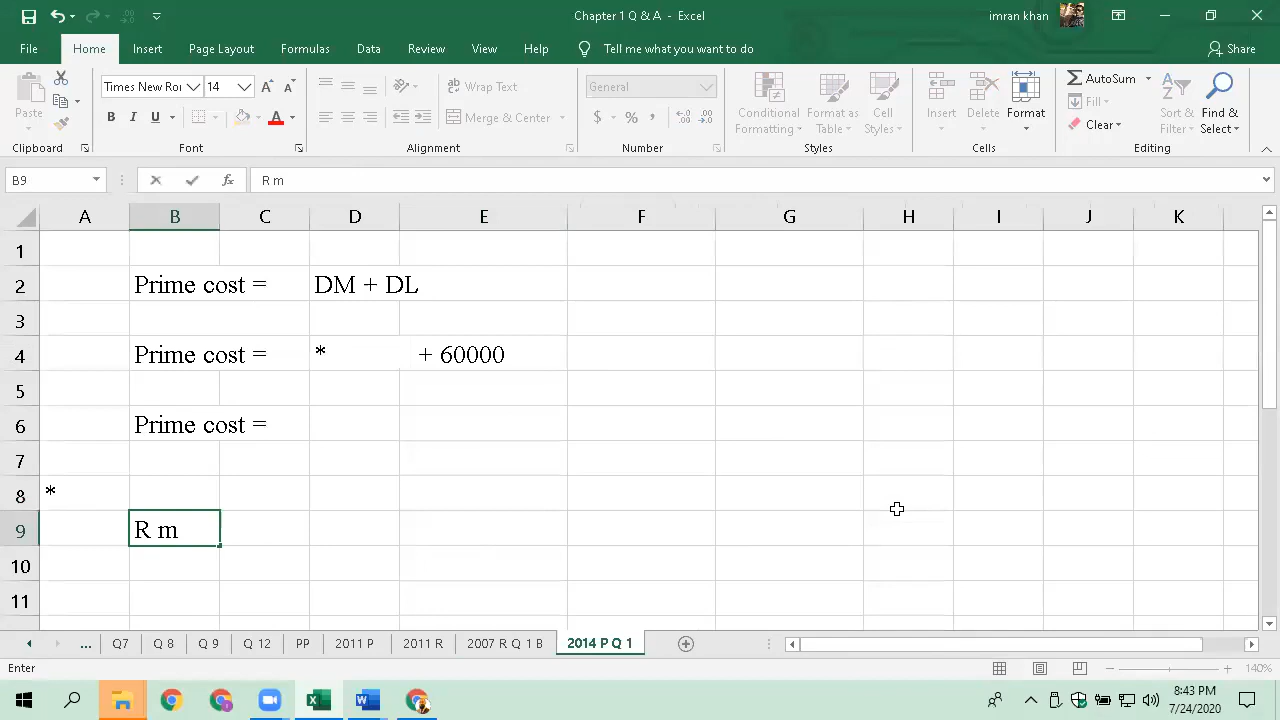 Chapter 1 Q & A - Excel
imran khan
File Home Insert Page Layout Formulas Data Review View Help Tell me what you want to do Share
Paste
Clipboard
Times New Roı 14
B I U A
Font
Wrap Text
Merge & Center
Alignment
General
$ % ,
Number
Conditional Formatting
Format as Table
Cell Styles
Styles
Insert Delete Format
Cells
AutoSum
Fill
Clear
Sort & Filter
Find & Select
Editing
B9 fx R m
A B C D E F G H I J K
1
2 Prime cost = DM + DL
3
4 Prime cost = * + 60000
5
6 Prime cost =
7
8 *
9 R m
10
11
... Q7 Q 8 Q 9 Q 12 PP 2011 P 2011 R 2007 R Q 1 B 2014 P Q 1
Enter
140%
8:43 PM
7/24/2020